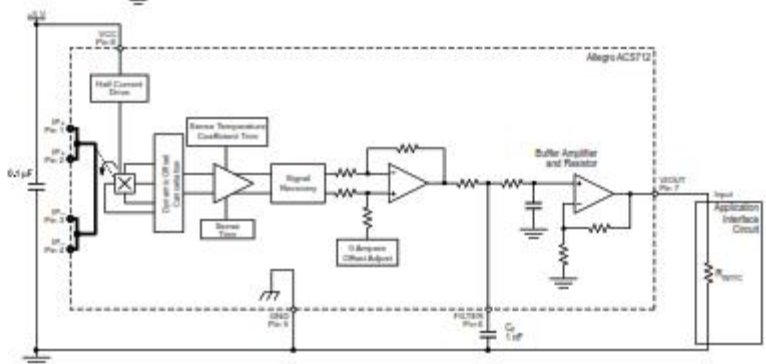 +5 V
VCC
Pin 8
Allegro ACS712
Hall Current
Drive
IP+
Pin 1
IP+
Pin 2
IP−
Pin 3
IP−
0.1 µF
Dynamic Offset
Cancellation
Sense Temperature
Coefficient Trim
Sense
Trim
Signal
Recovery
0 Ampere
Offset Adjust
Buffer Amplifier
and Resistor
VIOUT
Pin 7
Input
Application
Interface
Circuit
RINTFC
GND
Pin 5
FILTER
Pin 6
CF
1 nF